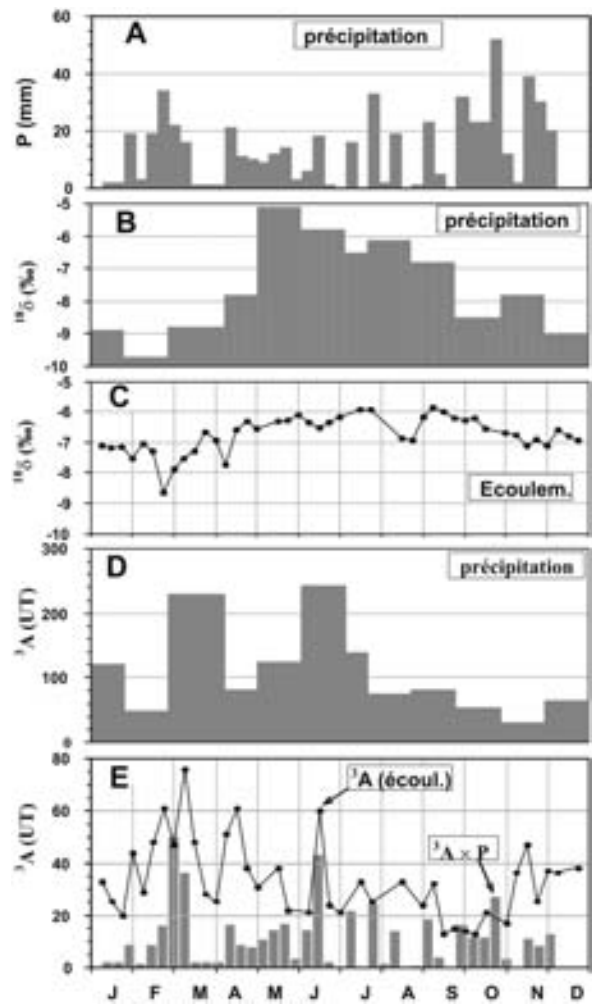 A
précipitation
P (mm)
60
40
20
0
B
précipitation
¹⁸δ (‰)
-5
-6
-7
-8
-9
-10
C
Ecoulem.
¹⁸δ (‰)
-5
-6
-7
-8
-9
-10
D
précipitation
³A (UT)
300
200
100
0
E
³A (écoul.)
³A × P
³A (UT)
80
60
40
20
0
J F M A M J J A S O N D